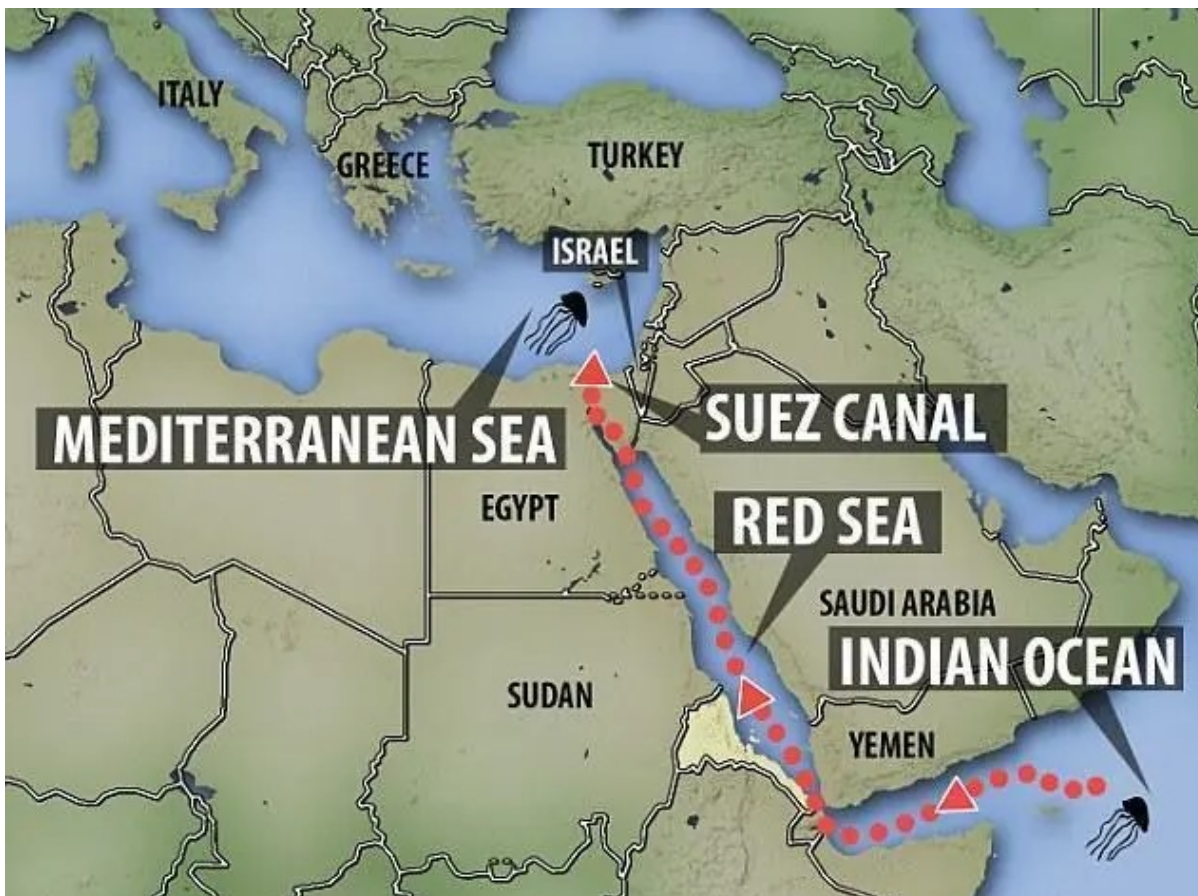 ITALY
GREECE
TURKEY
ISRAEL
MEDITERRANEAN SEA
SUEZ CANAL
EGYPT
RED SEA
SAUDI ARABIA
INDIAN OCEAN
SUDAN
YEMEN